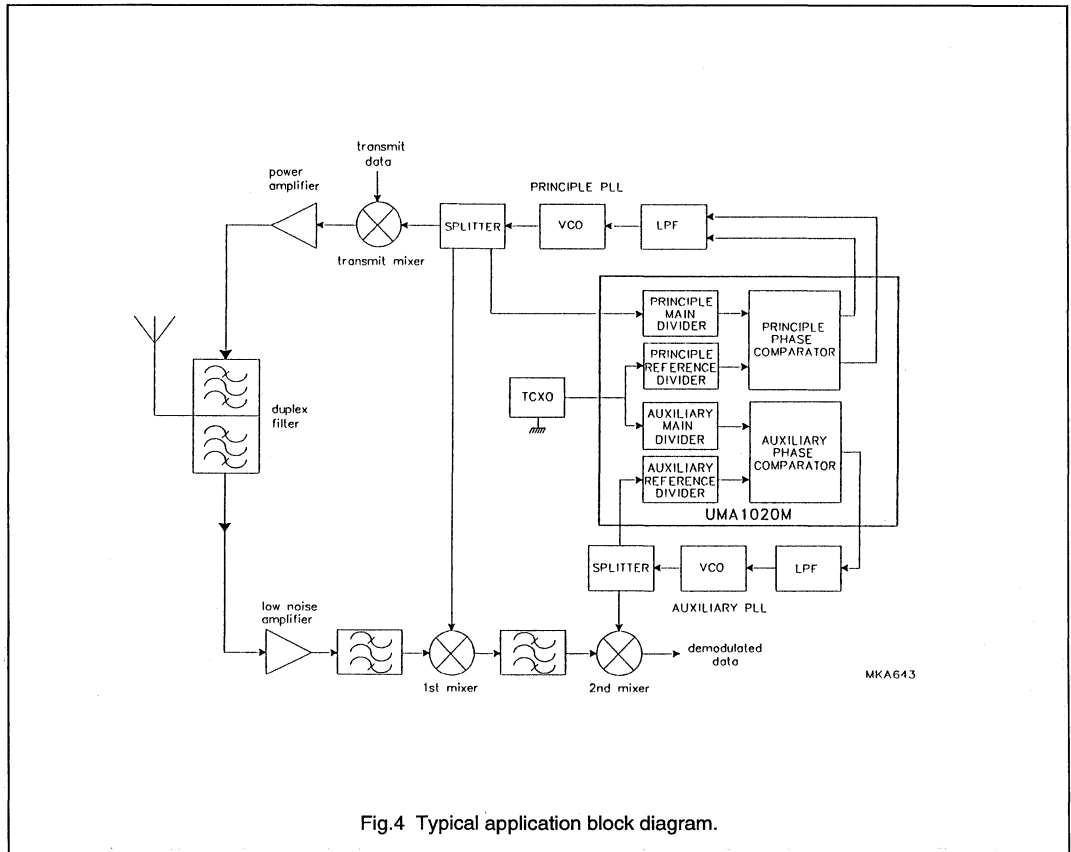 transmit
data
power
amplifier
PRINCIPLE PLL
SPLITTER
VCO
LPF
transmit mixer
PRINCIPLE
MAIN
DIVIDER
PRINCIPLE
PHASE
COMPARATOR
PRINCIPLE
REFERENCE
DIVIDER
TCXO
AUXILIARY
MAIN
DIVIDER
AUXILIARY
PHASE
COMPARATOR
AUXILIARY
REFERENCE
DIVIDER
UMA1020M
duplex
filter
SPLITTER
VCO
LPF
AUXILIARY PLL
low noise
amplifier
1st mixer
2nd mixer
demodulated
data
MKA643
Fig.4 Typical application block diagram.